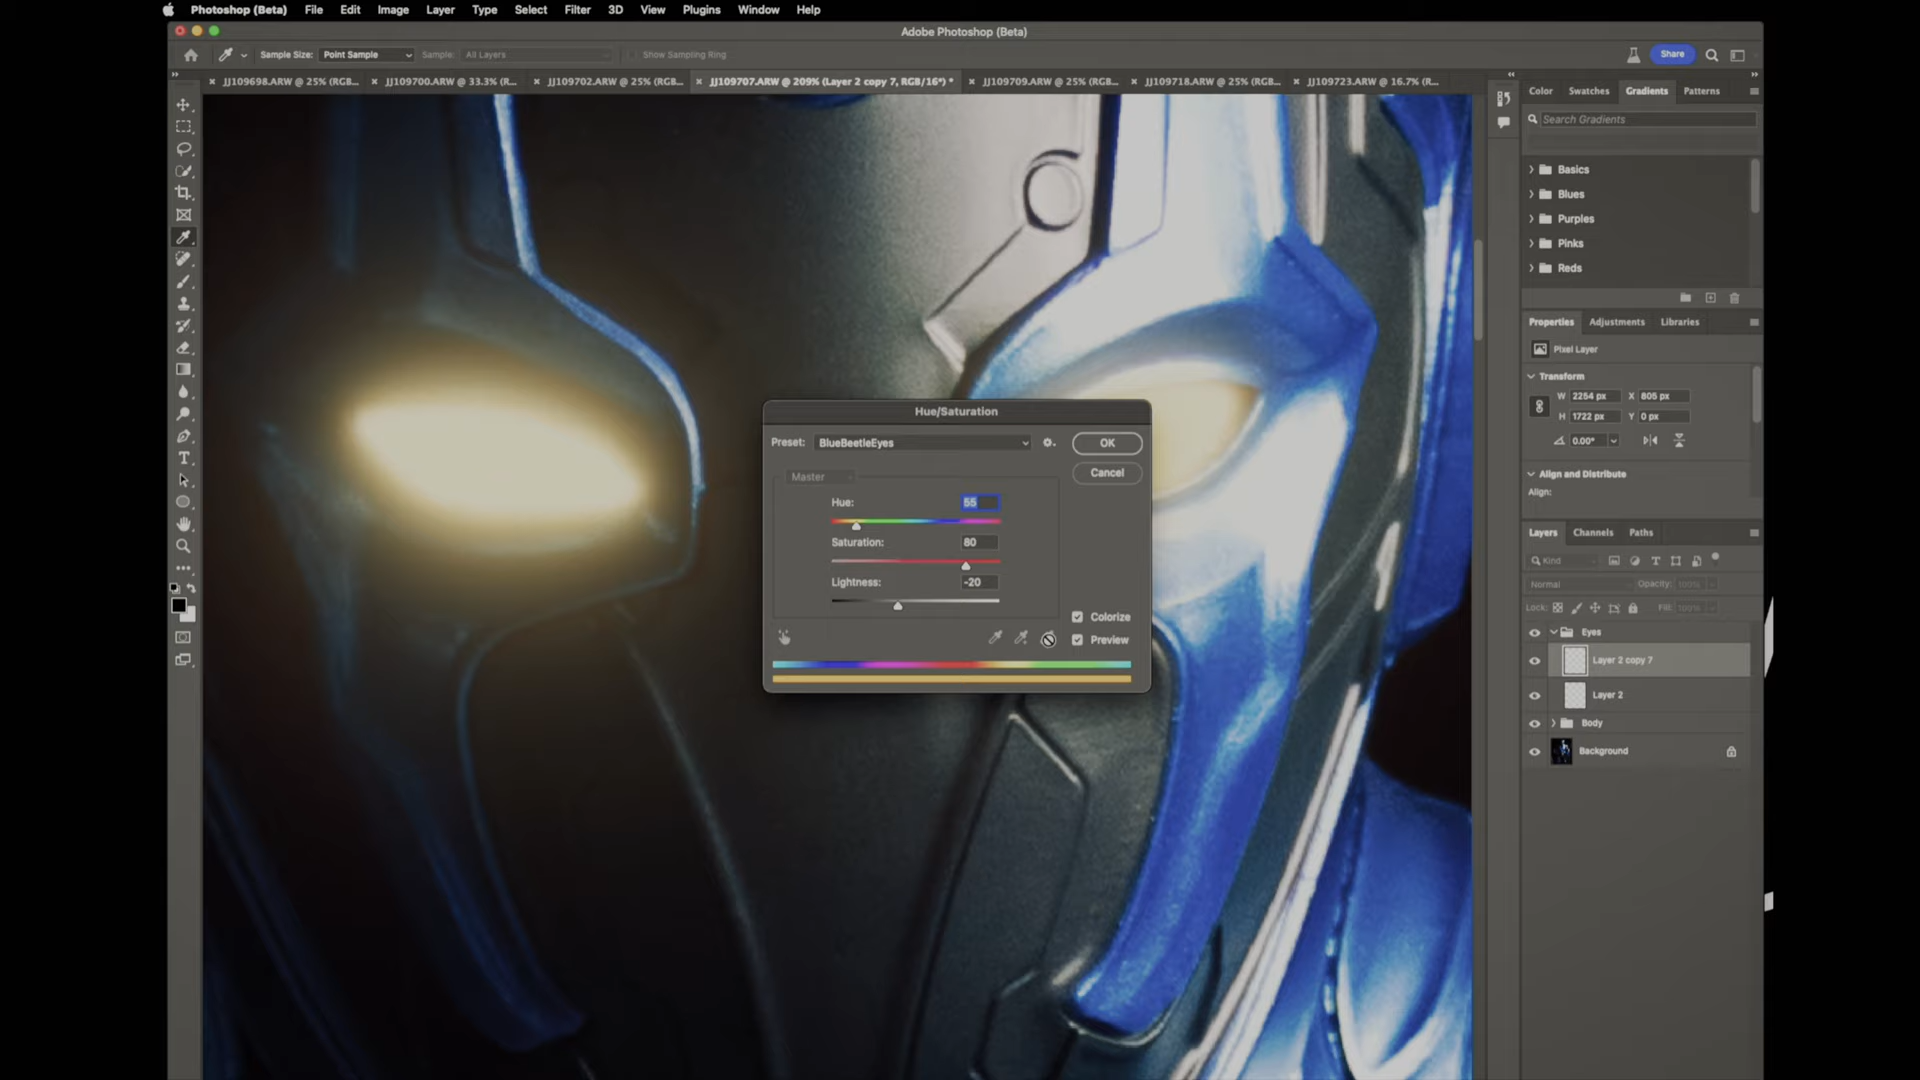 Photoshop (Beta) File Edit Image Layer Type Select Filter 3D View Plugins Window Help
Adobe Photoshop (Beta)
Sample Size: Point Sample Sample: All Layers Show Sampling Ring Share
JJ109698.ARW @ 25% (RGB... JJ109700.ARW @ 33.3% (R... JJ109702.ARW @ 25% (RGB... JJ109707.ARW @ 209% (Layer 2 copy 7, RGB/16*) * JJ109709.ARW @ 25% (RGB... JJ109718.ARW @ 25% (RGB... JJ109723.ARW @ 16.7% (R...
Color Swatches Gradients Patterns
Search Gradients
Basics
Blues
Purples
Pinks
Reds
Properties Adjustments Libraries
Pixel Layer
Transform
W 2254 px X 805 px
H 1722 px Y 0 px
0.00°
Align and Distribute
Align:
Layers Channels Paths
Kind
Normal Opacity: 100%
Lock: Fill: 100%
Eyes
Layer 2 copy 7
Layer 2
Body
Background
Hue/Saturation
Preset: BlueBeetleEyes OK
Cancel
Master
Hue: 55
Saturation: 80
Lightness: -20
Colorize
Preview